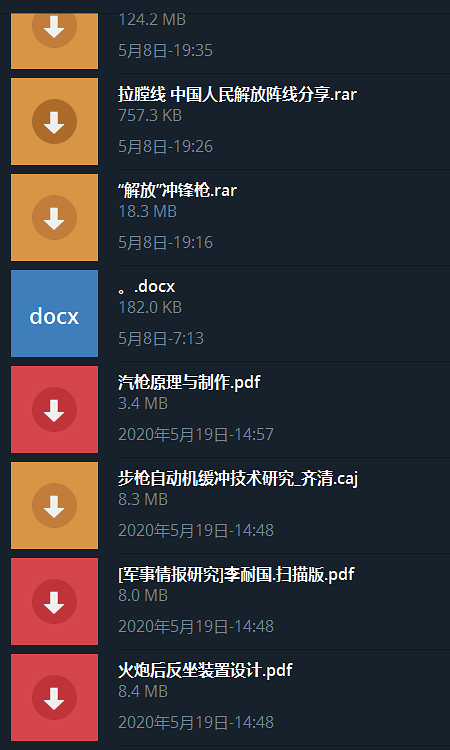 124.2 MB
5月8日-19:35
拉膛线 中国人民解放阵线分享.rar
757.3 KB
5月8日-19:26
“解放”冲锋枪.rar
18.3 MB
5月8日-19:16
docx
。.docx
182.0 KB
5月8日-7:13
汽枪原理与制作.pdf
3.4 MB
2020年5月19日-14:57
步枪自动机缓冲技术研究_齐清.caj
8.3 MB
2020年5月19日-14:48
[军事情报研究]李耐国.扫描版.pdf
8.0 MB
2020年5月19日-14:48
火炮后反坐装置设计.pdf
8.4 MB
2020年5月19日-14:48